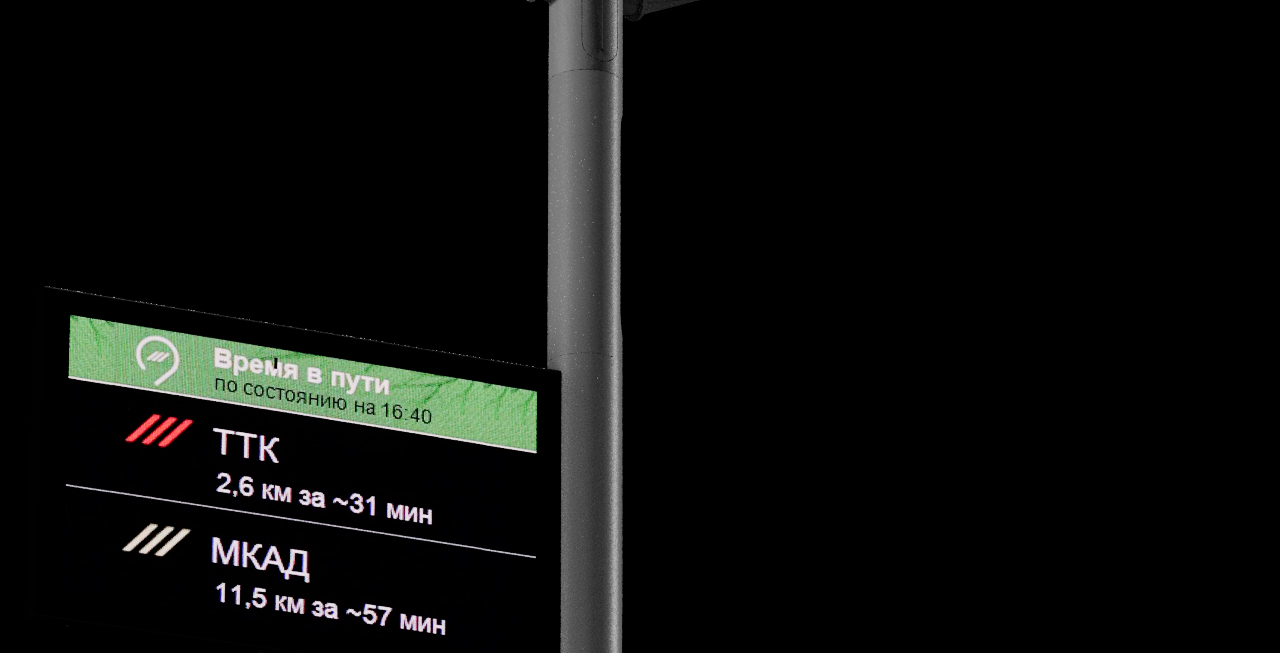 Время в пути
по состоянию на 16:40
ТТК
2,6 км за ~31 мин
МКАД
11,5 км за ~57 мин